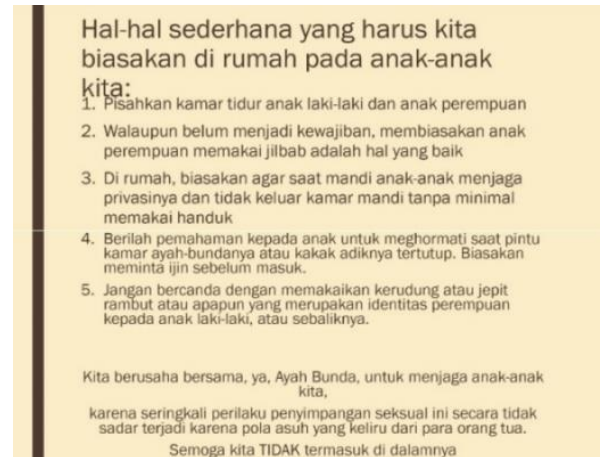 Hal-hal sederhana yang harus kita
biasakan di rumah pada anak-anak
kita:
1. Pisahkan kamar tidur anak laki-laki dan anak perempuan
2. Walaupun belum menjadi kewajiban, membiasakan anak
perempuan memakai jilbab adalah hal yang baik
3. Di rumah, biasakan agar saat mandi anak-anak menjaga
privasinya dan tidak keluar kamar mandi tanpa minimal
memakai handuk
4. Berilah pemahaman kepada anak untuk meghormati saat pintu
kamar ayah-bundanya atau kakak adiknya tertutup. Biasakan
meminta ijin sebelum masuk.
5. Jangan bercanda dengan memakaikan kerudung atau jepit
rambut atau apapun yang merupakan identitas perempuan
kepada anak laki-laki, atau sebaliknya.
Kita berusaha bersama, ya, Ayah Bunda, untuk menjaga anak-anak
kita,
karena seringkali perilaku penyimpangan seksual ini secara tidak
sadar terjadi karena pola asuh yang keliru dari para orang tua.
Semoga kita TIDAK termasuk di dalamnya